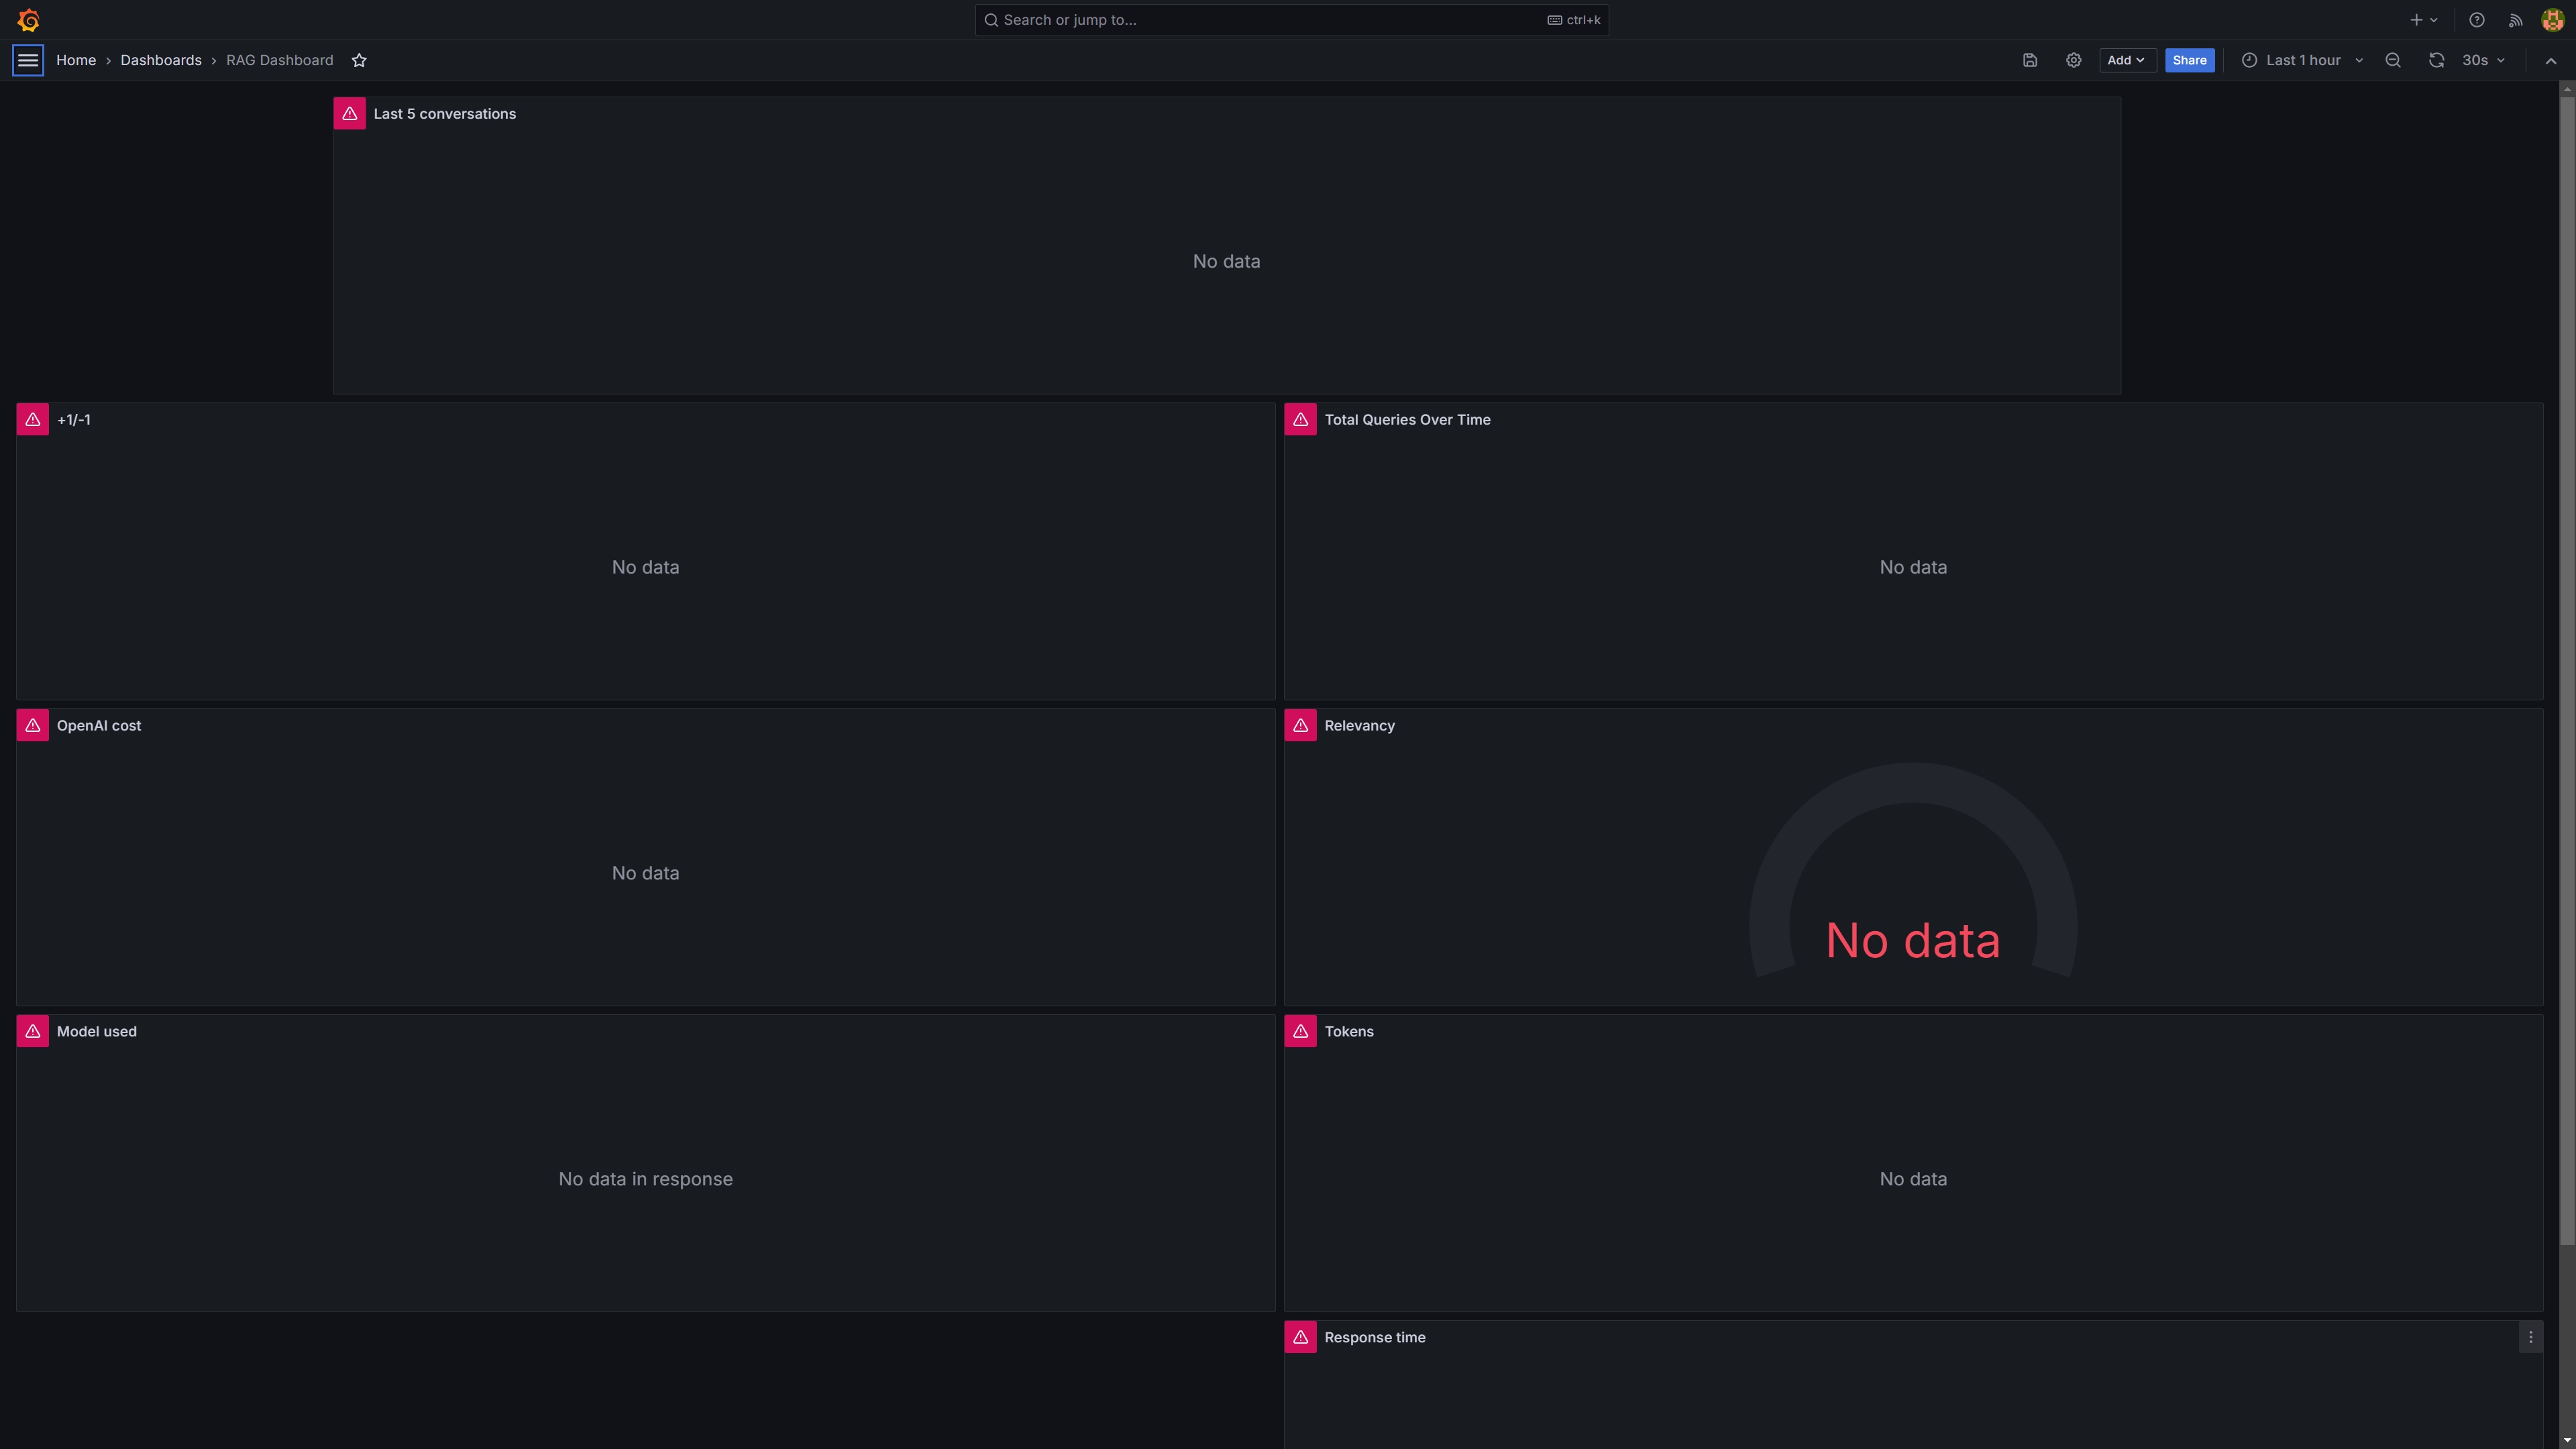 Search or jump to...
ctrl+k
Home › Dashboards › RAG Dashboard
Add
Share
Last 1 hour
30s
Last 5 conversations
No data
+1/-1
No data
Total Queries Over Time
No data
OpenAI cost
No data
Relevancy
No data
Model used
No data in response
Tokens
No data
Response time